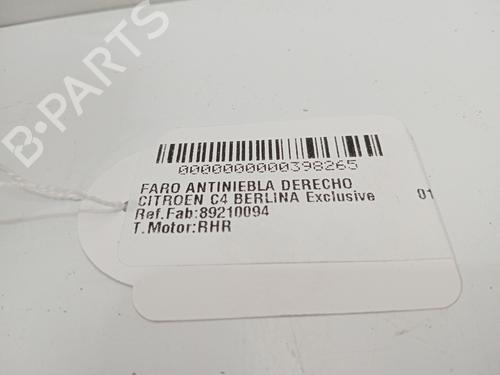 B-PARTS
0000000000398265
FARO ANTINIEBLA DERECHO
CITROEN C4 BERLINA Exclusive
01
Ref.Fab:89210094
T.Motor:RHR